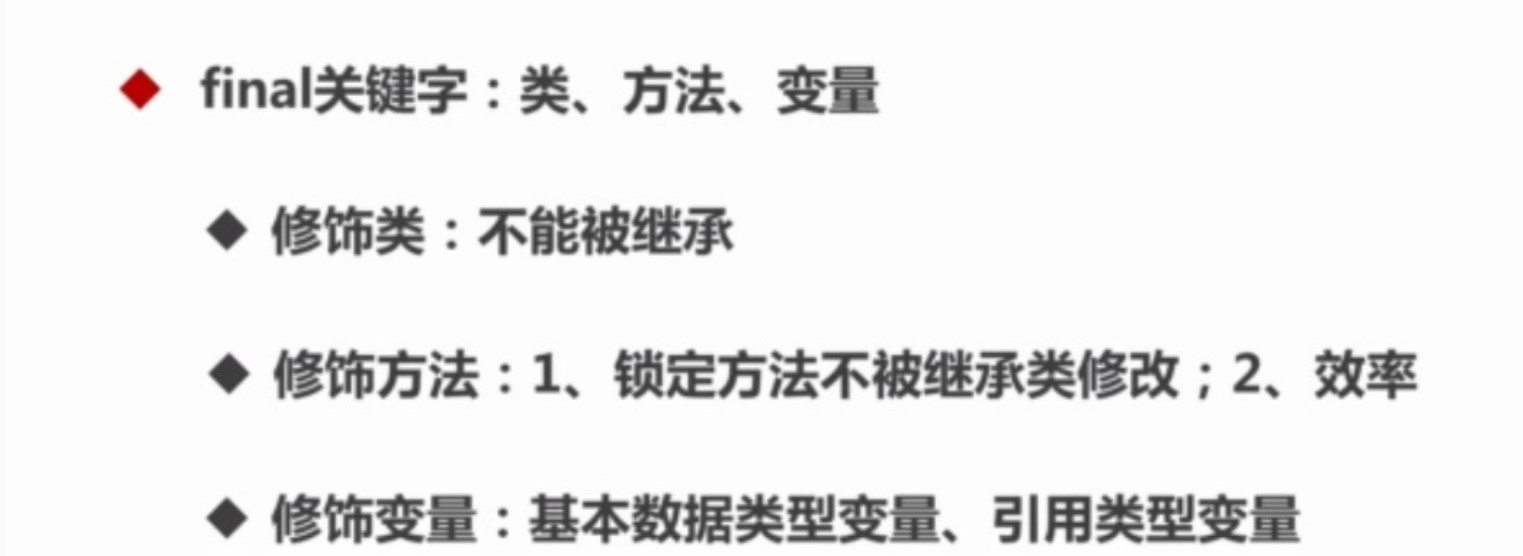 final关键字：类、方法、变量
修饰类：不能被继承
修饰方法：1、锁定方法不被继承类修改；2、效率
修饰变量：基本数据类型变量、引用类型变量